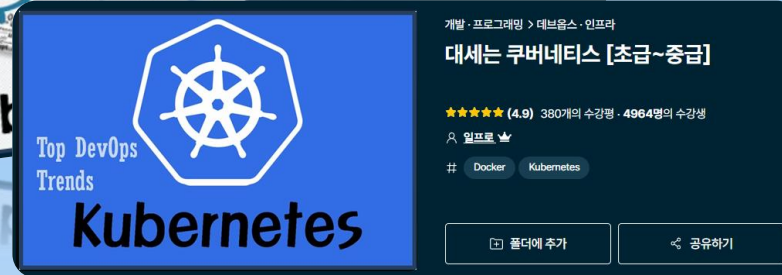 Top DevOps
Trends
Kubernetes
개발 · 프로그래밍 > 데브옵스 · 인프라
대세는 쿠버네티스 [초급~중급]
★★★★★ (4.9) 380개의 수강평 · 4964명의 수강생
일프로
# Docker Kubernetes
폴더에 추가 공유하기